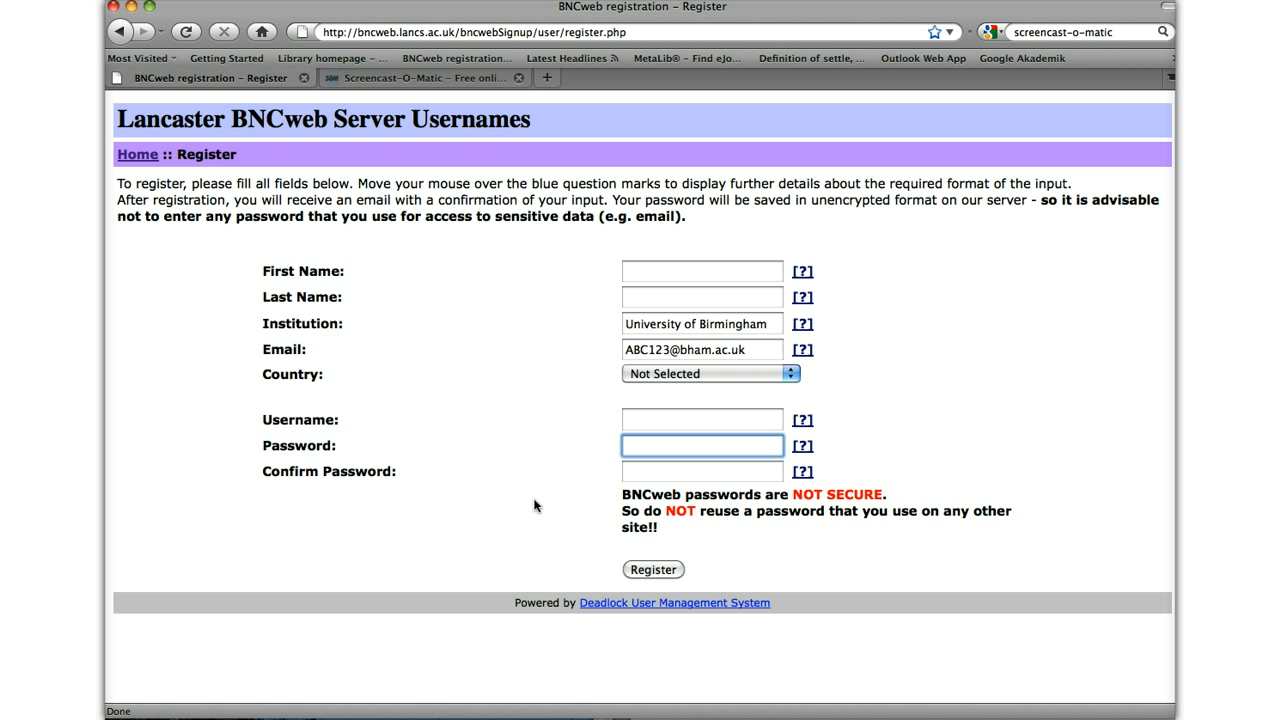 BNCweb registration – Register
http://bncweb.lancs.ac.uk/bncwebSignup/user/register.php
screencast-o-matic
Most Visited
Getting Started
Library homepage – ...
BNCweb registration...
Latest Headlines
MetaLib® – Find eJo...
Definition of settle, ...
Outlook Web App
Google Akademik
BNCweb registration – Register
Screencast-O-Matic – Free onli...
Lancaster BNCweb Server Usernames
Home :: Register
To register, please fill all fields below. Move your mouse over the blue question marks to display further details about the required format of the input.
After registration, you will receive an email with a confirmation of your input. Your password will be saved in unencrypted format on our server - so it is advisable
not to enter any password that you use for access to sensitive data (e.g. email).
First Name: [?]
Last Name: [?]
Institution: University of Birmingham [?]
Email: ABC123@bham.ac.uk [?]
Country: Not Selected
Username: [?]
Password: [?]
Confirm Password: [?]
BNCweb passwords are NOT SECURE.
So do NOT reuse a password that you use on any other
site!!
Register
Powered by Deadlock User Management System
Done